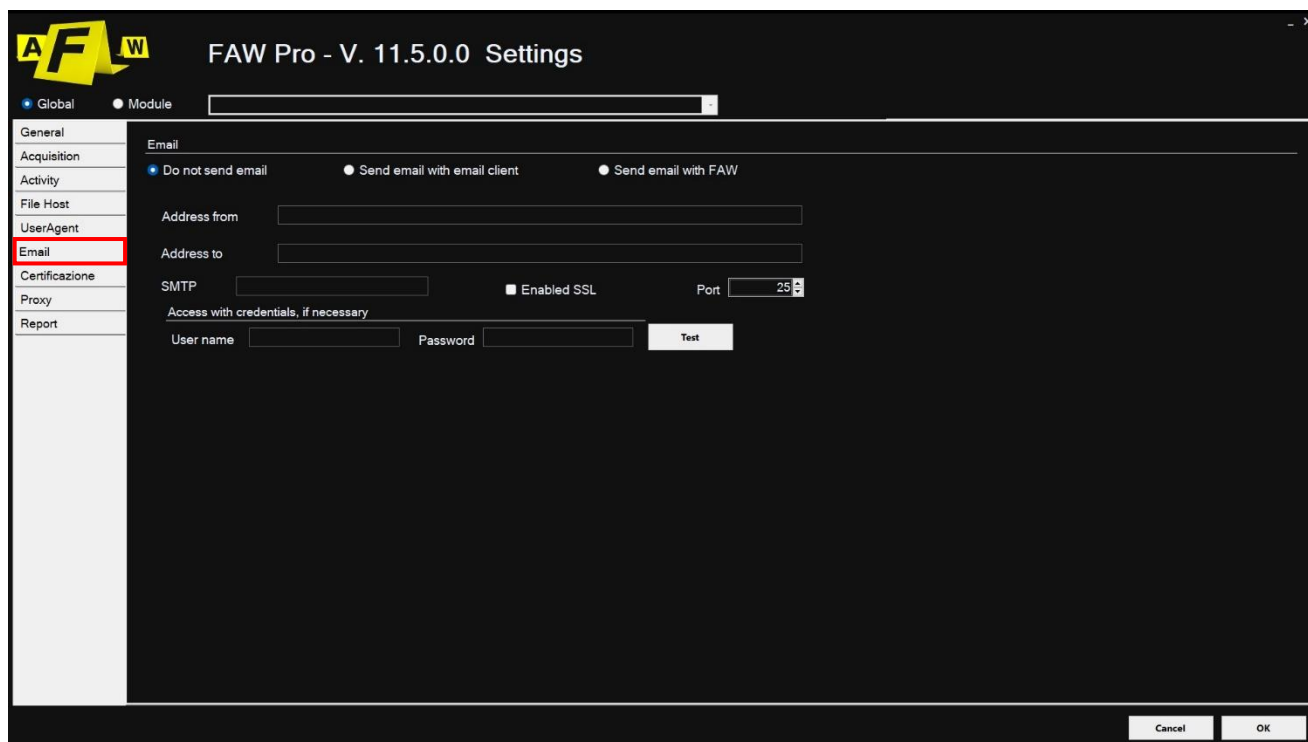 A F W
FAW Pro - V. 11.5.0.0 Settings
Global Module
General
Acquisition
Activity
File Host
UserAgent
Email
Certificazione
Proxy
Report
Email
Do not send email Send email with email client Send email with FAW
Address from
Address to
SMTP Enabled SSL Port 25
Access with credentials, if necessary
User name Password Test
Cancel OK